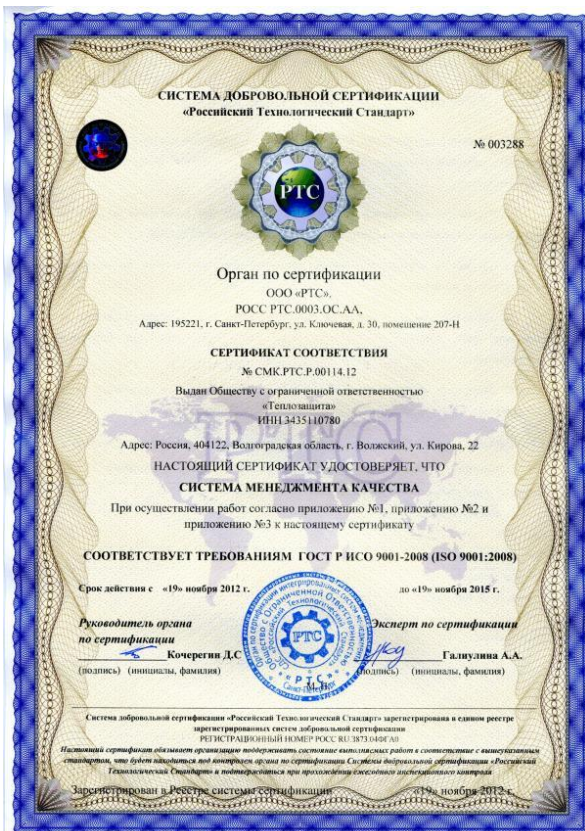 СИСТЕМА ДОБРОВОЛЬНОЙ СЕРТИФИКАЦИИ
«Российский Технологический Стандарт»
№ 003288
РТС
Орган по сертификации
ООО «РТС».
РОСС РТС.0003.ОС.АА,
Адрес: 195221, г. Санкт-Петербург, ул. Ключевая, д. 30, помещение 207-Н
СЕРТИФИКАТ СООТВЕТСТВИЯ
№ СМК.РТС.Р.00114.12
Выдан Обществу с ограниченной ответственностью
«Теплозащита»
ИНН 3435110780
Адрес: Россия, 404122, Волгоградская область, г. Волжский, ул. Кирова, 22
НАСТОЯЩИЙ СЕРТИФИКАТ УДОСТОВЕРЯЕТ, ЧТО
СИСТЕМА МЕНЕДЖМЕНТА КАЧЕСТВА
При осуществлении работ согласно приложению №1, приложению №2 и
приложению №3 к настоящему сертификату
СООТВЕТСТВУЕТ ТРЕБОВАНИЯМ ГОСТ Р ИСО 9001-2008 (ISO 9001:2008)
Срок действия с «19» ноября 2012 г. до «19» ноября 2015 г.
Руководитель органа
по сертификации
Эксперт по сертификации
Кочерегин Д.С
Галиулина А.А.
(подпись) (инициалы, фамилия)
(подпись) (инициалы, фамилия)
РТС
М.П.
Система добровольной сертификации «Российский Технологический Стандарт» зарегистрирована в едином реестре
зарегистрированных систем добровольной сертификации
РЕГИСТРАЦИОННЫЙ НОМЕР РОСС RU.З873.04ФГА0
Настоящий сертификат обязывает организацию поддерживать состояние выполняемых работ в соответствие с вышеуказанным
стандартом, что будет находиться под контролем органа по сертификации Системы добровольной сертификации «Российский
Технологический Стандарт» и подтверждаться при прохождении ежегодного инспекционного контроля
Зарегистрирован в Реестре системы сертификации «19» ноября 2012 г.